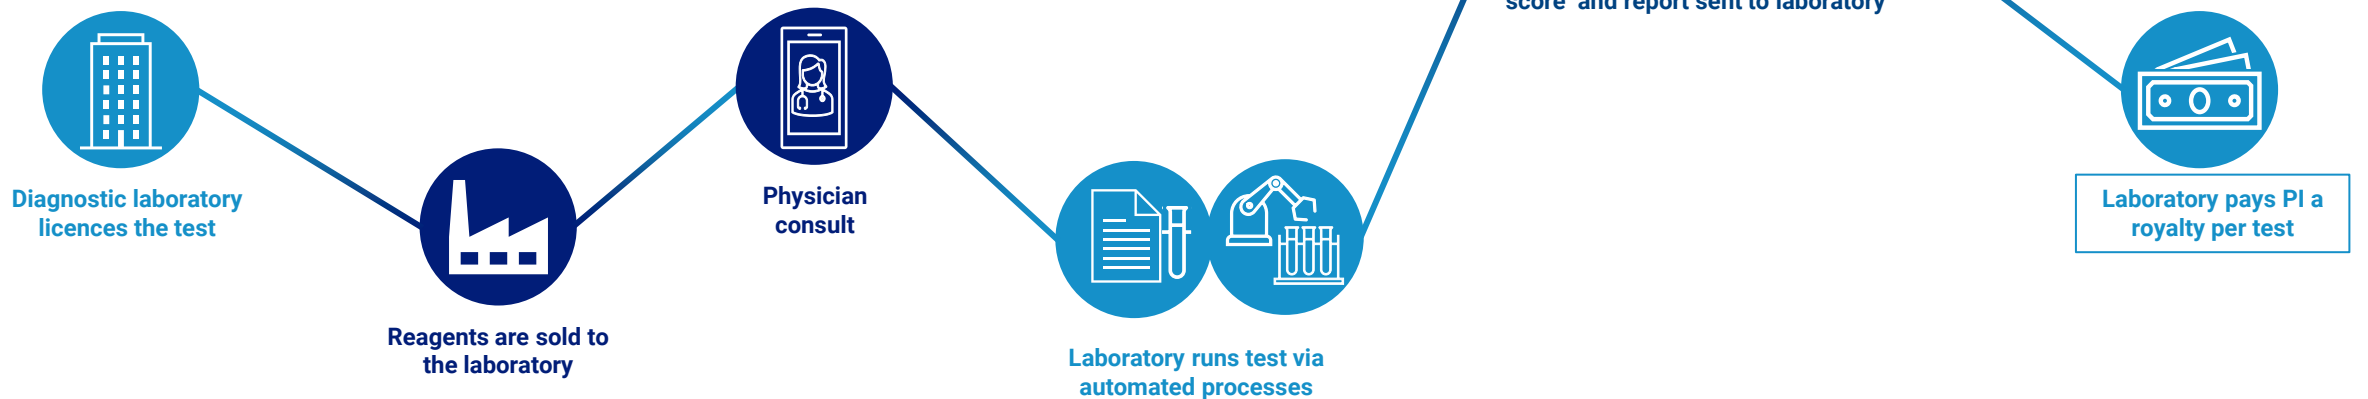 score and report sent to laboratory
Diagnostic laboratory
licences the test
Reagents are sold to
the laboratory
Physician
consult
Laboratory runs test via
automated processes
Laboratory pays PI a
royalty per test